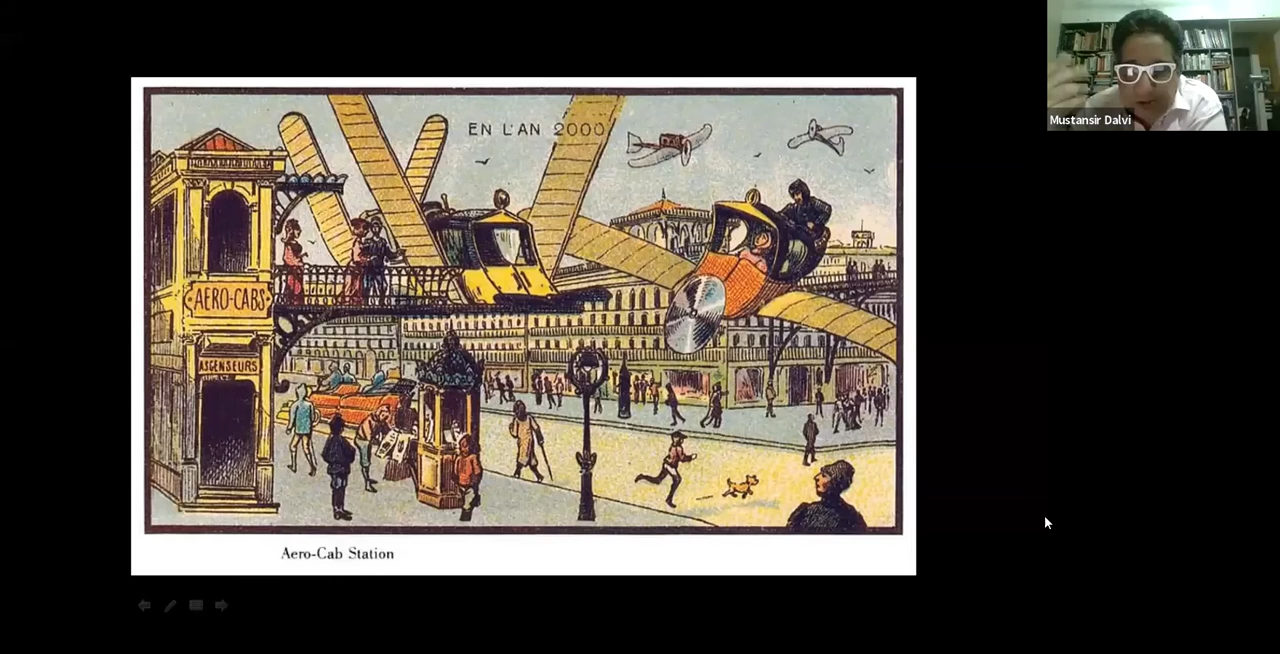 EN L'AN 2000
AERO-CABS
ASCENSEURS
Aero-Cab Station
Mustansir Dalvi